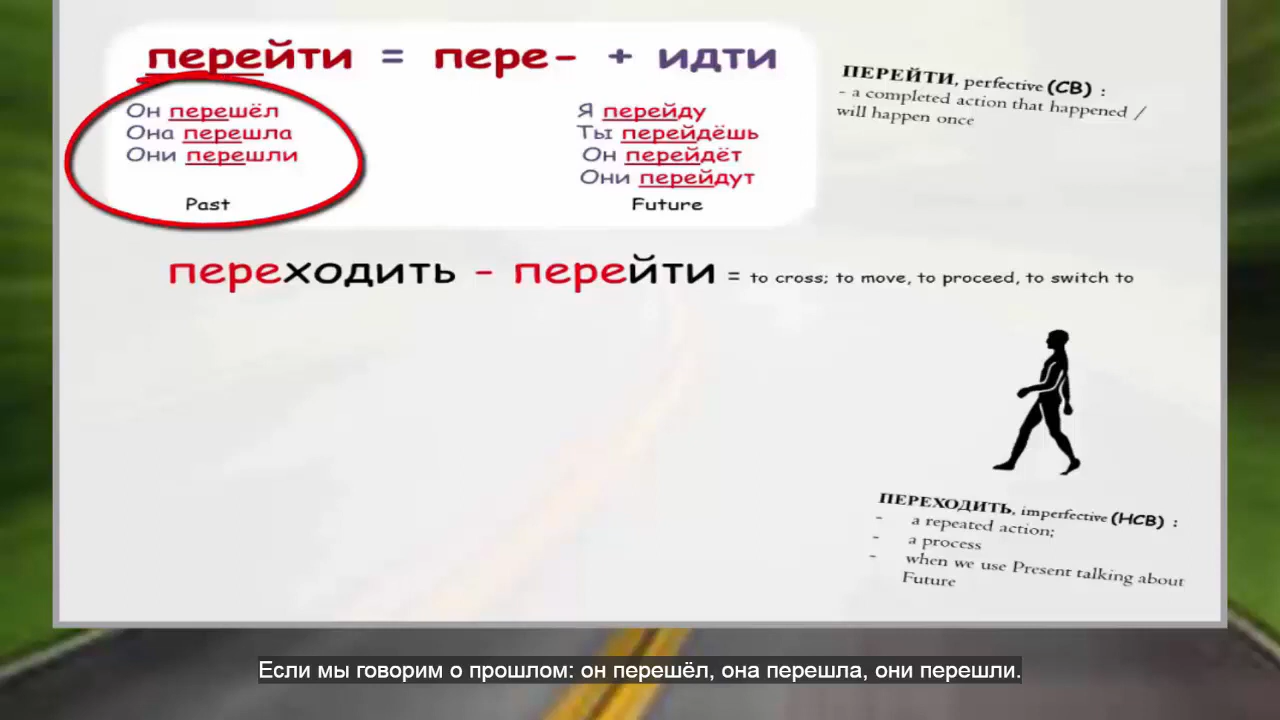 перейти = пере- + идти
Он перешёл
Она перешла
Они перешли
Past
Я перейду
Ты перейдёшь
Он перейдёт
Они перейдут
Future
ПЕРЕЙТИ, perfective (СВ) :
- a completed action that happened /
will happen once
переходить - перейти = to cross; to move, to proceed, to switch to
ПЕРЕХОДИТЬ, imperfective (НСВ) :
- a repeated action;
- a process
- when we use Present talking about
Future
Если мы говорим о прошлом: он перешёл, она перешла, они перешли.